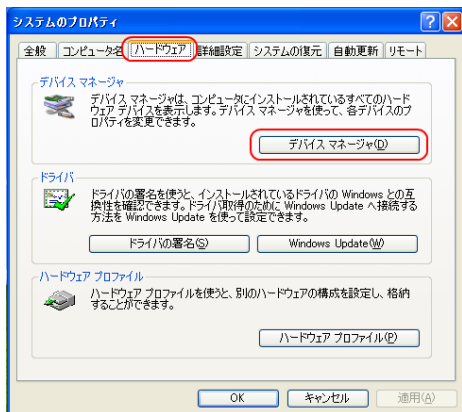 システムのプロパティ
全般 コンピュータ名 ハードウェア 詳細設定 システムの復元 自動更新 リモート
デバイス マネージャ
デバイス マネージャは、コンピュータにインストールされているすべてのハード
ウェア デバイスを表示します。デバイス マネージャを使って、各デバイスのプ
ロパティを変更できます。
デバイス マネージャ(D)
ドライバ
ドライバの署名を使うと、インストールされているドライバの Windows との互
換性を確認できます。ドライバ取得のために Windows Update へ接続する
方法を Windows Update を使って設定できます。
ドライバの署名(S) Windows Update(W)
ハードウェア プロファイル
ハードウェア プロファイルを使うと、別のハードウェアの構成を設定し、格納
することができます。
ハードウェア プロファイル(P)
OK キャンセル 適用(A)